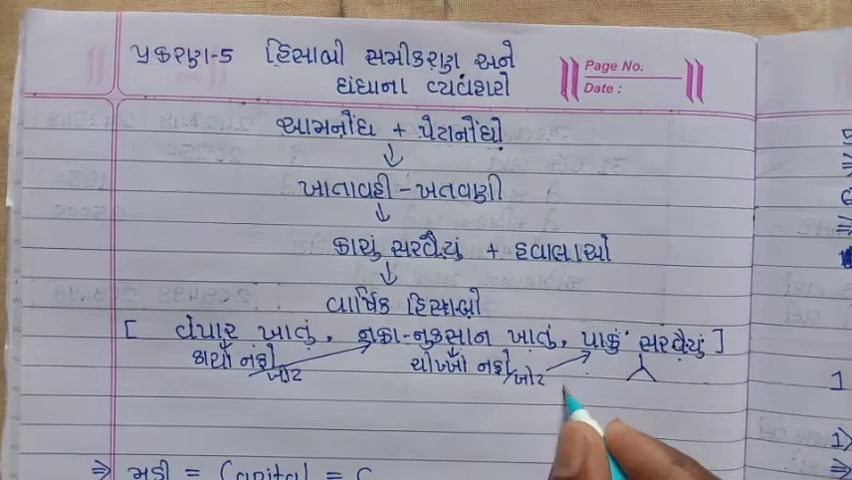 પ્રકરણ-5 હિસાબી સમીકરણ અને
ધંધાના વ્યવહારો
Page No.
Date :
આમનોંધ + પેટાનોંધો
↓
ખાતાવહી - ખતવણી
↓
કાચું સરવૈયું + હવાલાઓ
↓
વાર્ષિક હિસાબો
[ વેપાર ખાતું, નફા-નુકસાન ખાતું, પાકું સરવૈયું ]
કાચો નફો/ખોટ ચોખ્ખો નફો/ખોટ
⇒ મૂડી = Capital = C